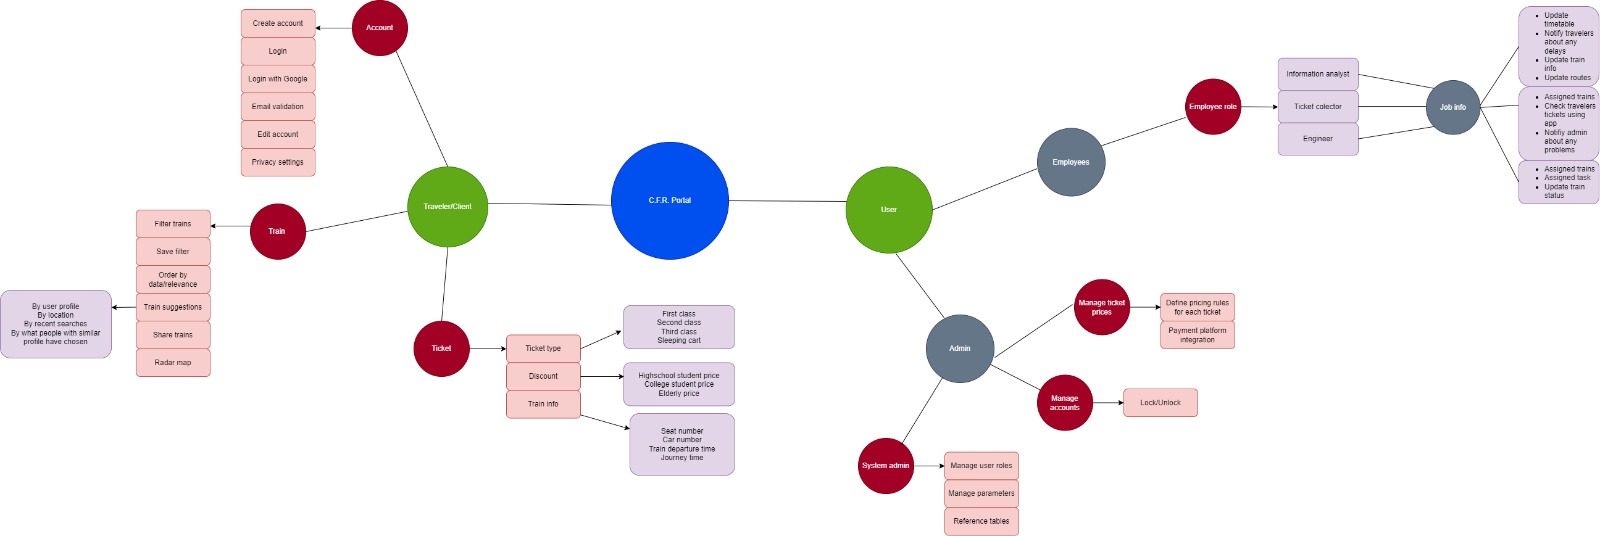 Account
Create account
Login
Login with Google
Email validation
Edit account
Privacy settings
Traveler/Client
Train
Filter trains
Save filter
Order by
data/relevance
Train suggestions
Share trains
Radar map
By user profile
By location
By recent searches
By what people with similar
profile have chosen
Ticket
Ticket type
Discount
Train info
First class
Second class
Third class
Sleeping cart
Highschool student price
College student price
Elderly price
Seat number
Car number
Train departure time
Journey time
C.F.R. Portal
User
Employees
Employee role
Information analyst
Ticket colector
Engineer
Job info
• Update
timetable
• Notify travelers
about any
delays
• Update train
info
• Update routes
• Assigned trains
• Check travelers
tickets using
app
• Notifiy admin
about any
problems
• Assigned trains
• Assigned task
• Update train
status
Admin
Manage ticket
prices
Define pricing rules
for each ticket
Payment platform
integration
Manage
accounts
Lock/Unlock
System admin
Manage user roles
Manage parameters
Reference tables